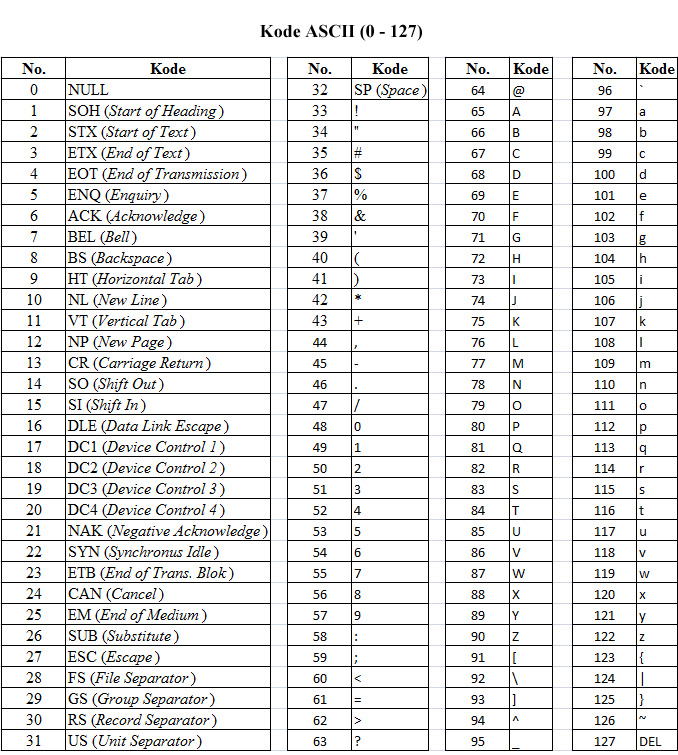 Kode ASCII (0 - 127)
No. Kode No. Kode No. Kode No. Kode
0 NULL 32 SP (Space) 64 @ 96 `
1 SOH (Start of Heading) 33 ! 65 A 97 a
2 STX (Start of Text) 34 " 66 B 98 b
3 ETX (End of Text) 35 # 67 C 99 c
4 EOT (End of Transmission) 36 $ 68 D 100 d
5 ENQ (Enquiry) 37 % 69 E 101 e
6 ACK (Acknowledge) 38 & 70 F 102 f
7 BEL (Bell) 39 ' 71 G 103 g
8 BS (Backspace) 40 ( 72 H 104 h
9 HT (Horizontal Tab) 41 ) 73 I 105 i
10 NL (New Line) 42 * 74 J 106 j
11 VT (Vertical Tab) 43 + 75 K 107 k
12 NP (New Page) 44 , 76 L 108 l
13 CR (Carriage Return) 45 - 77 M 109 m
14 SO (Shift Out) 46 . 78 N 110 n
15 SI (Shift In) 47 / 79 O 111 o
16 DLE (Data Link Escape) 48 0 80 P 112 p
17 DC1 (Device Control 1) 49 1 81 Q 113 q
18 DC2 (Device Control 2) 50 2 82 R 114 r
19 DC3 (Device Control 3) 51 3 83 S 115 s
20 DC4 (Device Control 4) 52 4 84 T 116 t
21 NAK (Negative Acknowledge) 53 5 85 U 117 u
22 SYN (Synchronus Idle) 54 6 86 V 118 v
23 ETB (End of Trans. Blok) 55 7 87 W 119 w
24 CAN (Cancel) 56 8 88 X 120 x
25 EM (End of Medium) 57 9 89 Y 121 y
26 SUB (Substitute) 58 : 90 Z 122 z
27 ESC (Escape) 59 ; 91 [ 123 {
28 FS (File Separator) 60 < 92 \ 124 |
29 GS (Group Separator) 61 = 93 ] 125 }
30 RS (Record Separator) 62 > 94 ^ 126 ~
31 US (Unit Separator) 63 ? 95 _ 127 DEL